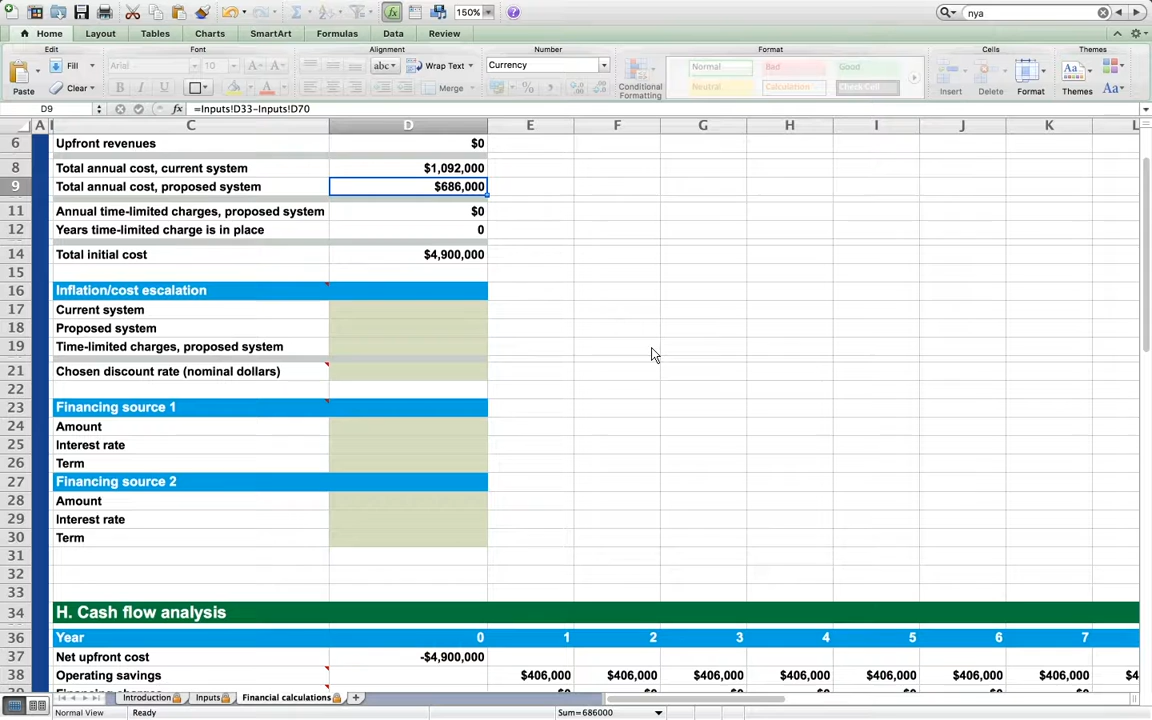 150%
nya
Home Layout Tables Charts SmartArt Formulas Data Review
Edit Font Alignment Number Format Cells Themes
Fill Arial 10 A A abc Wrap Text Currency Normal Bad Good
Paste Clear B I U A Merge % Conditional Formatting Neutral Calculation Check Cell Insert Delete Format Themes Aa
D9 fx =Inputs!D33-Inputs!D70
A C D E F G H I J K L
6 Upfront revenues $0
8 Total annual cost, current system $1,092,000
9 Total annual cost, proposed system $686,000
11 Annual time-limited charges, proposed system $0
12 Years time-limited charge is in place 0
14 Total initial cost $4,900,000
15
16 Inflation/cost escalation
17 Current system
18 Proposed system
19 Time-limited charges, proposed system
21 Chosen discount rate (nominal dollars)
22
23 Financing source 1
24 Amount
25 Interest rate
26 Term
27 Financing source 2
28 Amount
29 Interest rate
30 Term
31
32
33
34 H. Cash flow analysis
36 Year 0 1 2 3 4 5 6 7
37 Net upfront cost -$4,900,000
38 Operating savings $406,000 $406,000 $406,000 $406,000 $406,000 $406,000 $406,000 $4
Introduction Inputs Financial calculations
Normal View Ready Sum=686000